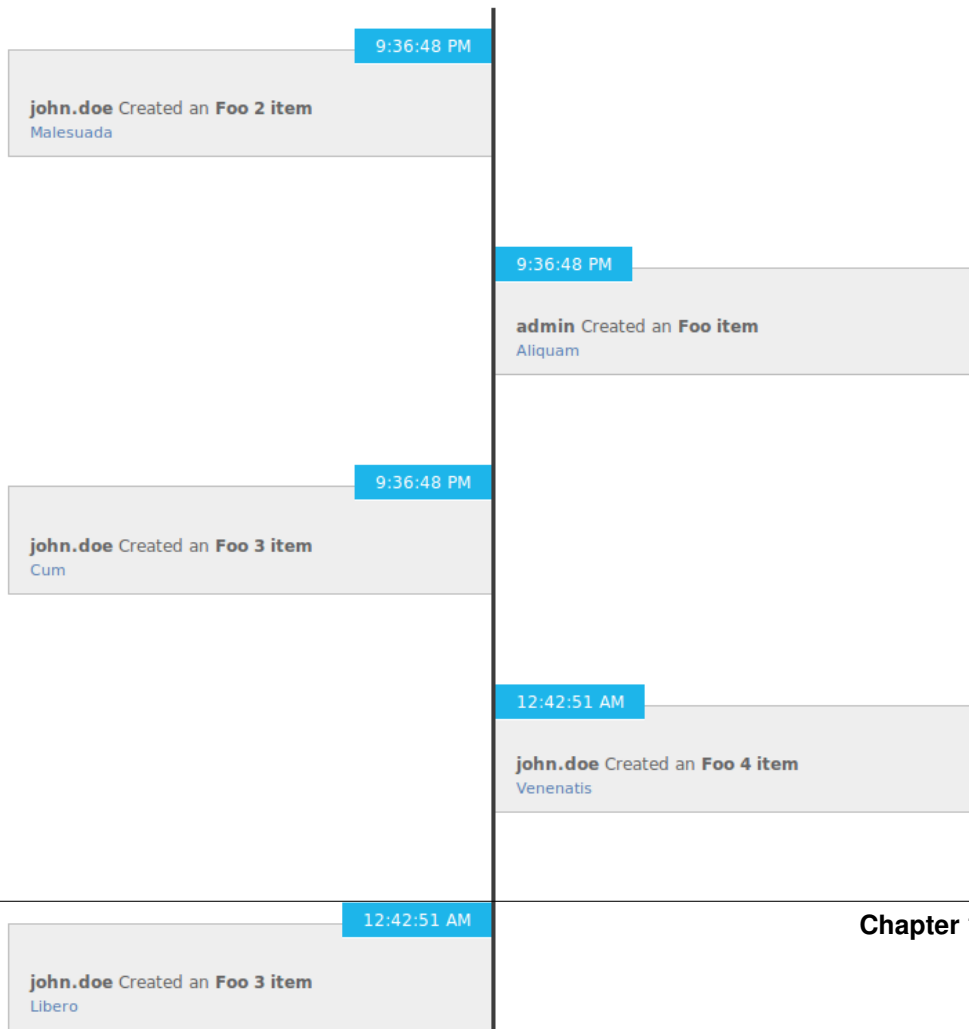 9:36:48 PM
john.doe Created an Foo 2 item
Malesuada
9:36:48 PM
admin Created an Foo item
Aliquam
9:36:48 PM
john.doe Created an Foo 3 item
Cum
12:42:51 AM
john.doe Created an Foo 4 item
Venenatis
12:42:51 AM
Chapter
john.doe Created an Foo 3 item
Libero